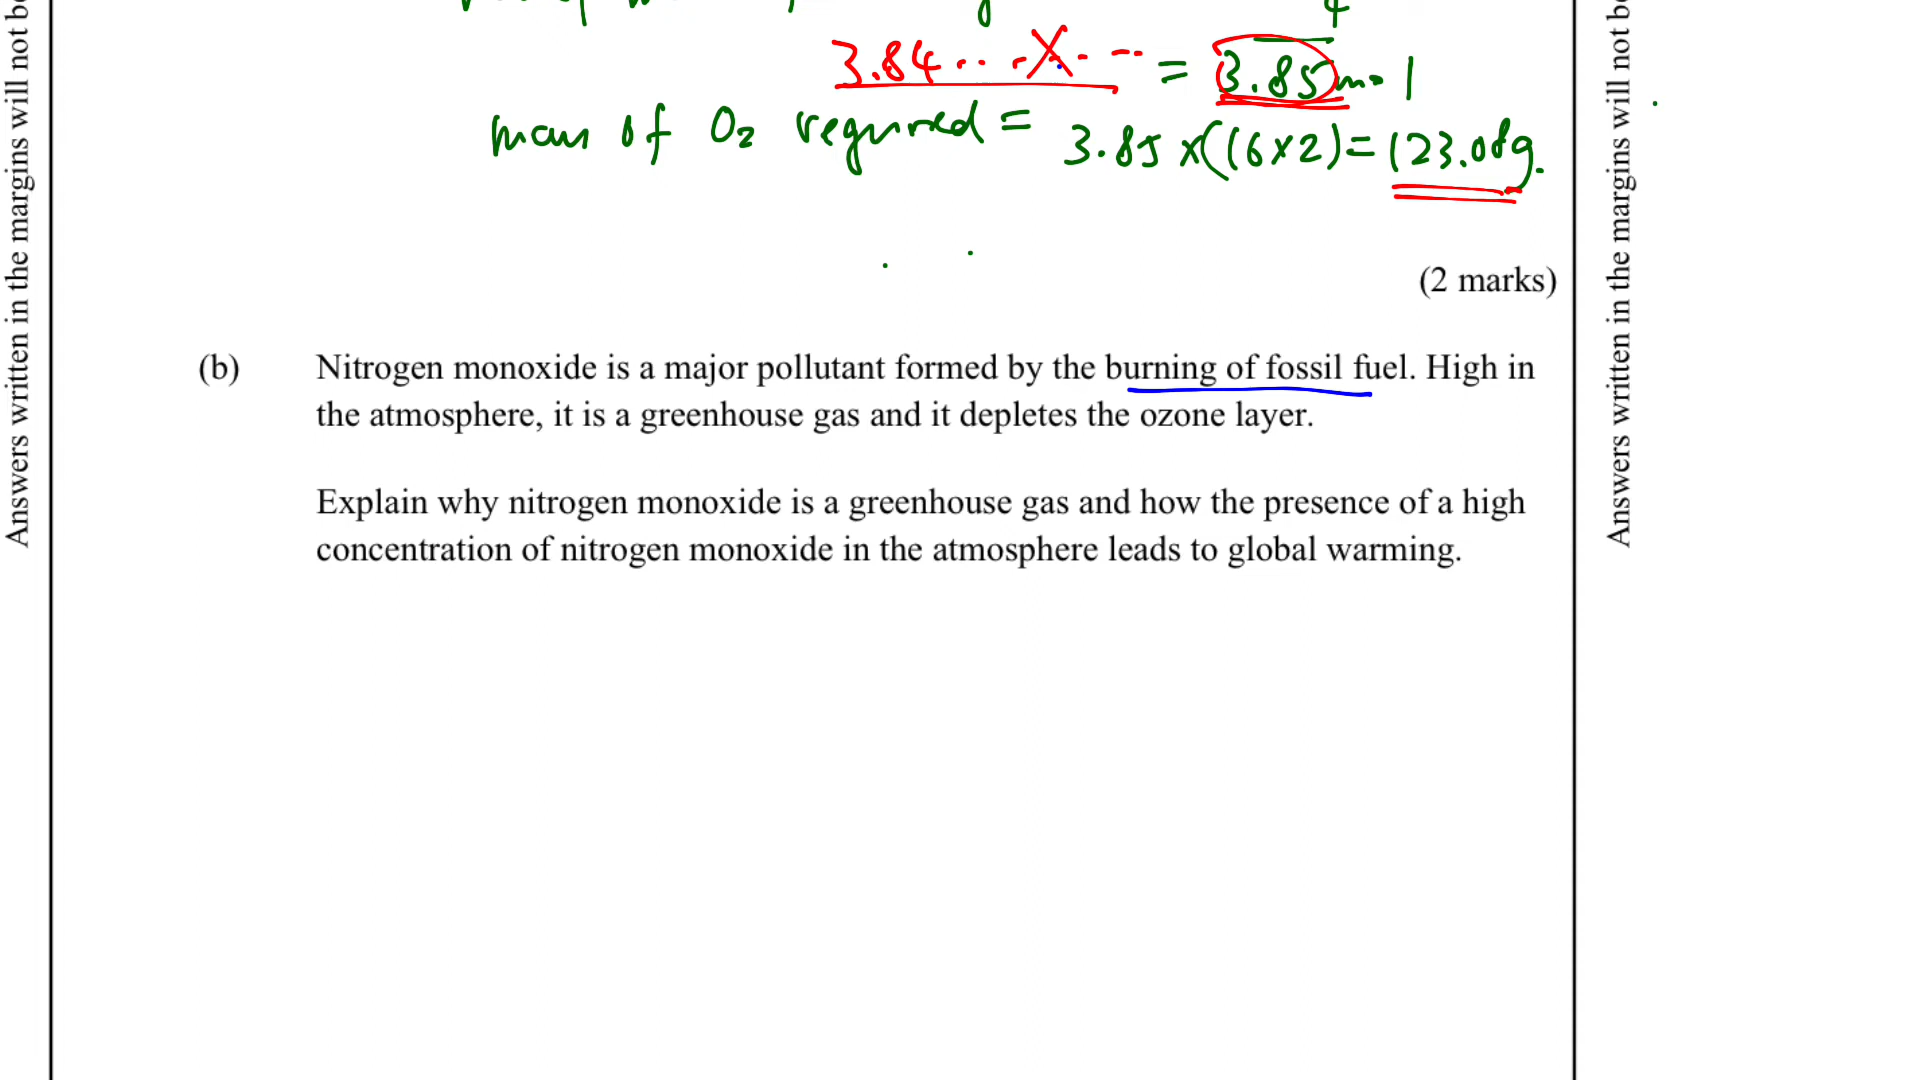 3.84 ... X. -- = 3.85 mol
mass of O2 required = 3.85 x (16x2) = 123.08g.
(2 marks)
(b) Nitrogen monoxide is a major pollutant formed by the burning of fossil fuel. High in
the atmosphere, it is a greenhouse gas and it depletes the ozone layer.
Explain why nitrogen monoxide is a greenhouse gas and how the presence of a high
concentration of nitrogen monoxide in the atmosphere leads to global warming.
Answers written in the margins will not be
Answers written in the margins will not be